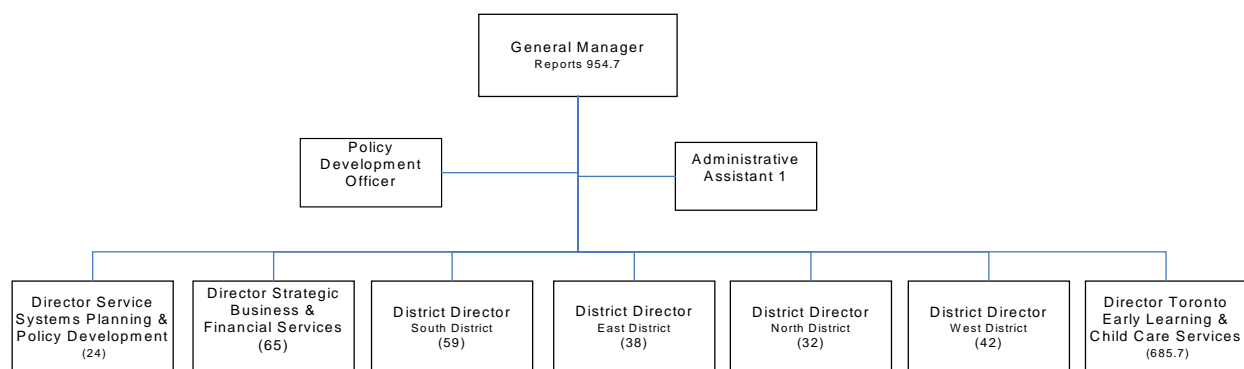 General Manager
Reports 954.7
Policy
Development
Officer
Administrative
Assistant 1
Director Service
Systems Planning &
Policy Development
(24)
Director Strategic
Business &
Financial Services
(65)
District Director
South District
(59)
District Director
East District
(38)
District Director
North District
(32)
District Director
West District
(42)
Director Toronto
Early Learning &
Child Care Services
(685.7)